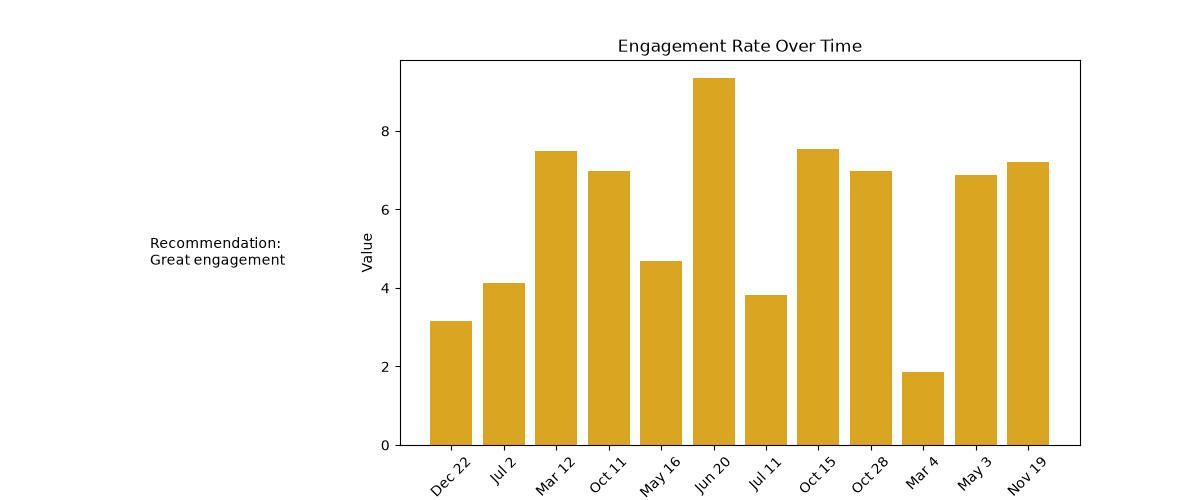 Engagement Rate Over Time
Recommendation:
Great engagement
Value
8
6
4
2
0
Dec 22
Jul 2
Mar 12
Oct 11
May 16
Jun 20
Jul 11
Oct 15
Oct 28
Mar 4
May 3
Nov 19